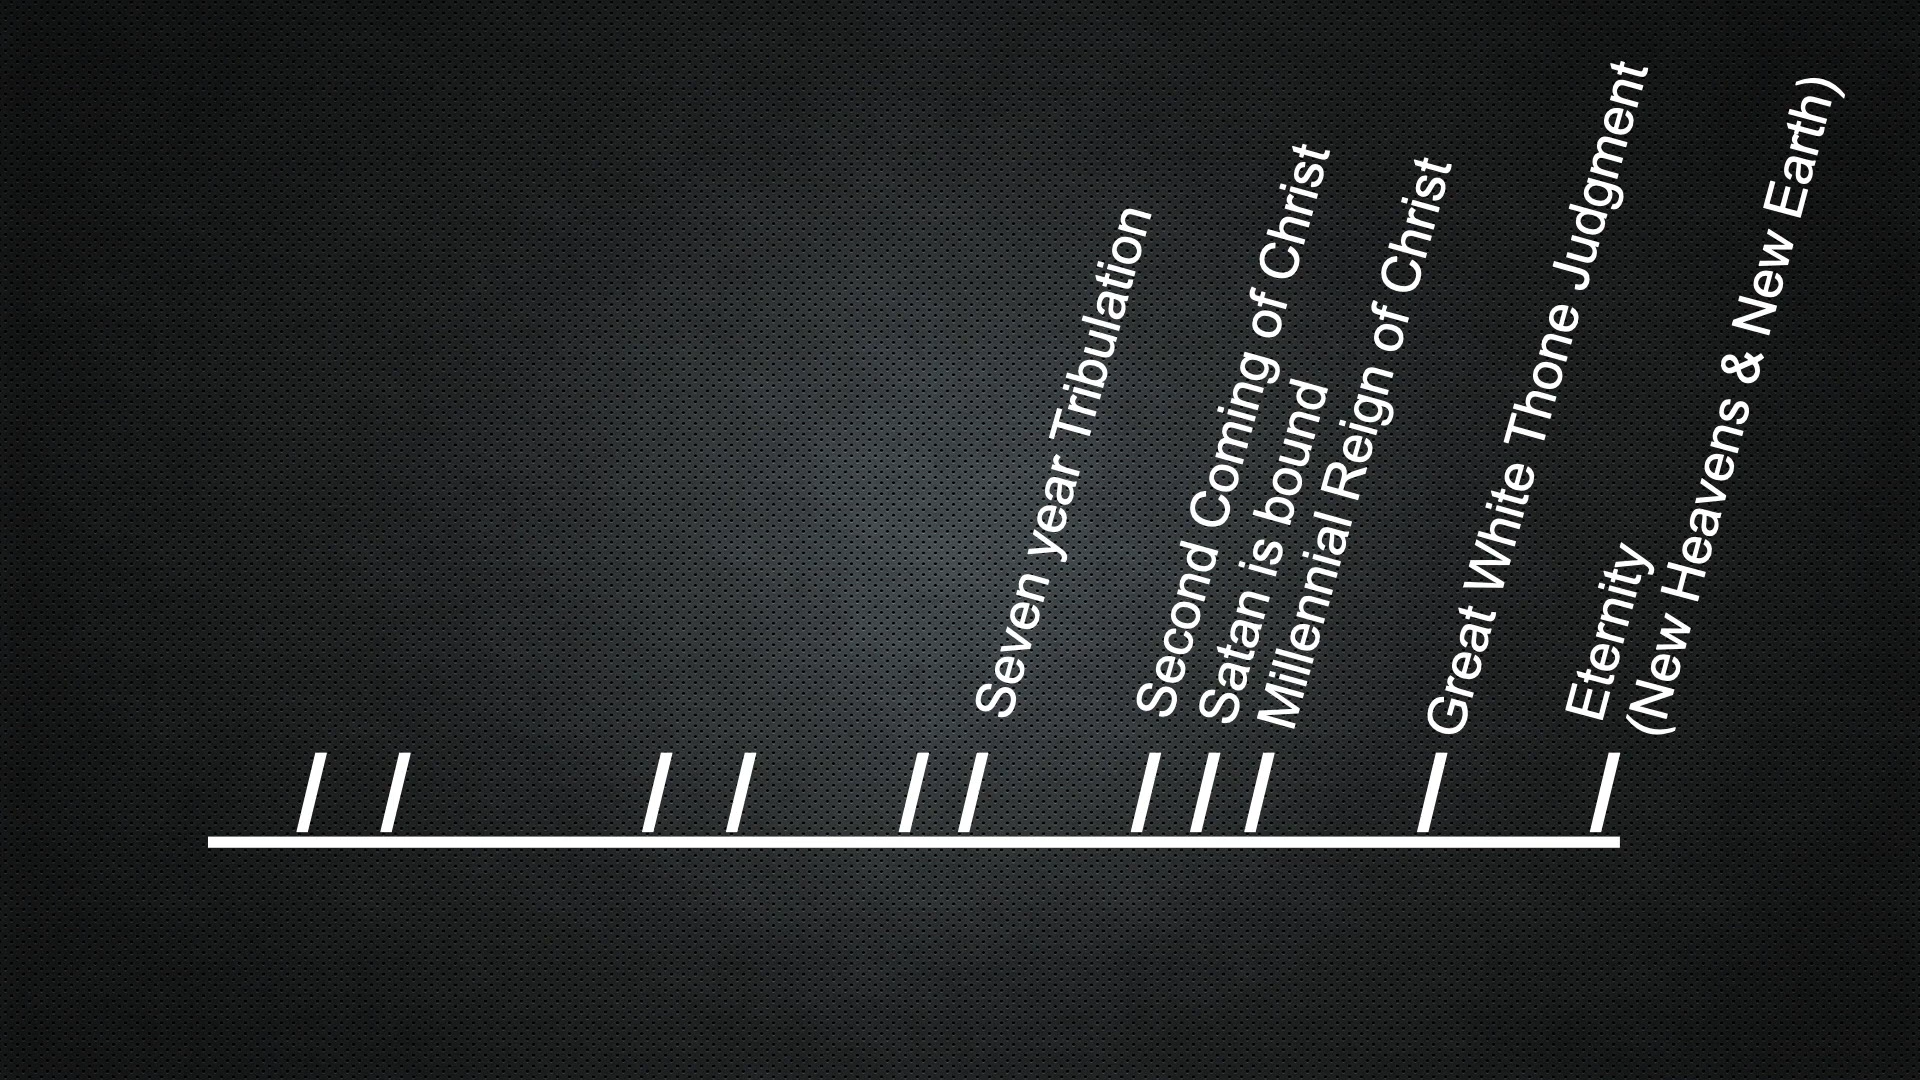 Seven year Tribulation
Second Coming of Christ
Satan is bound
Millennial Reign of Christ
Great White Thone Judgment
Eternity
(New Heavens & New Earth)